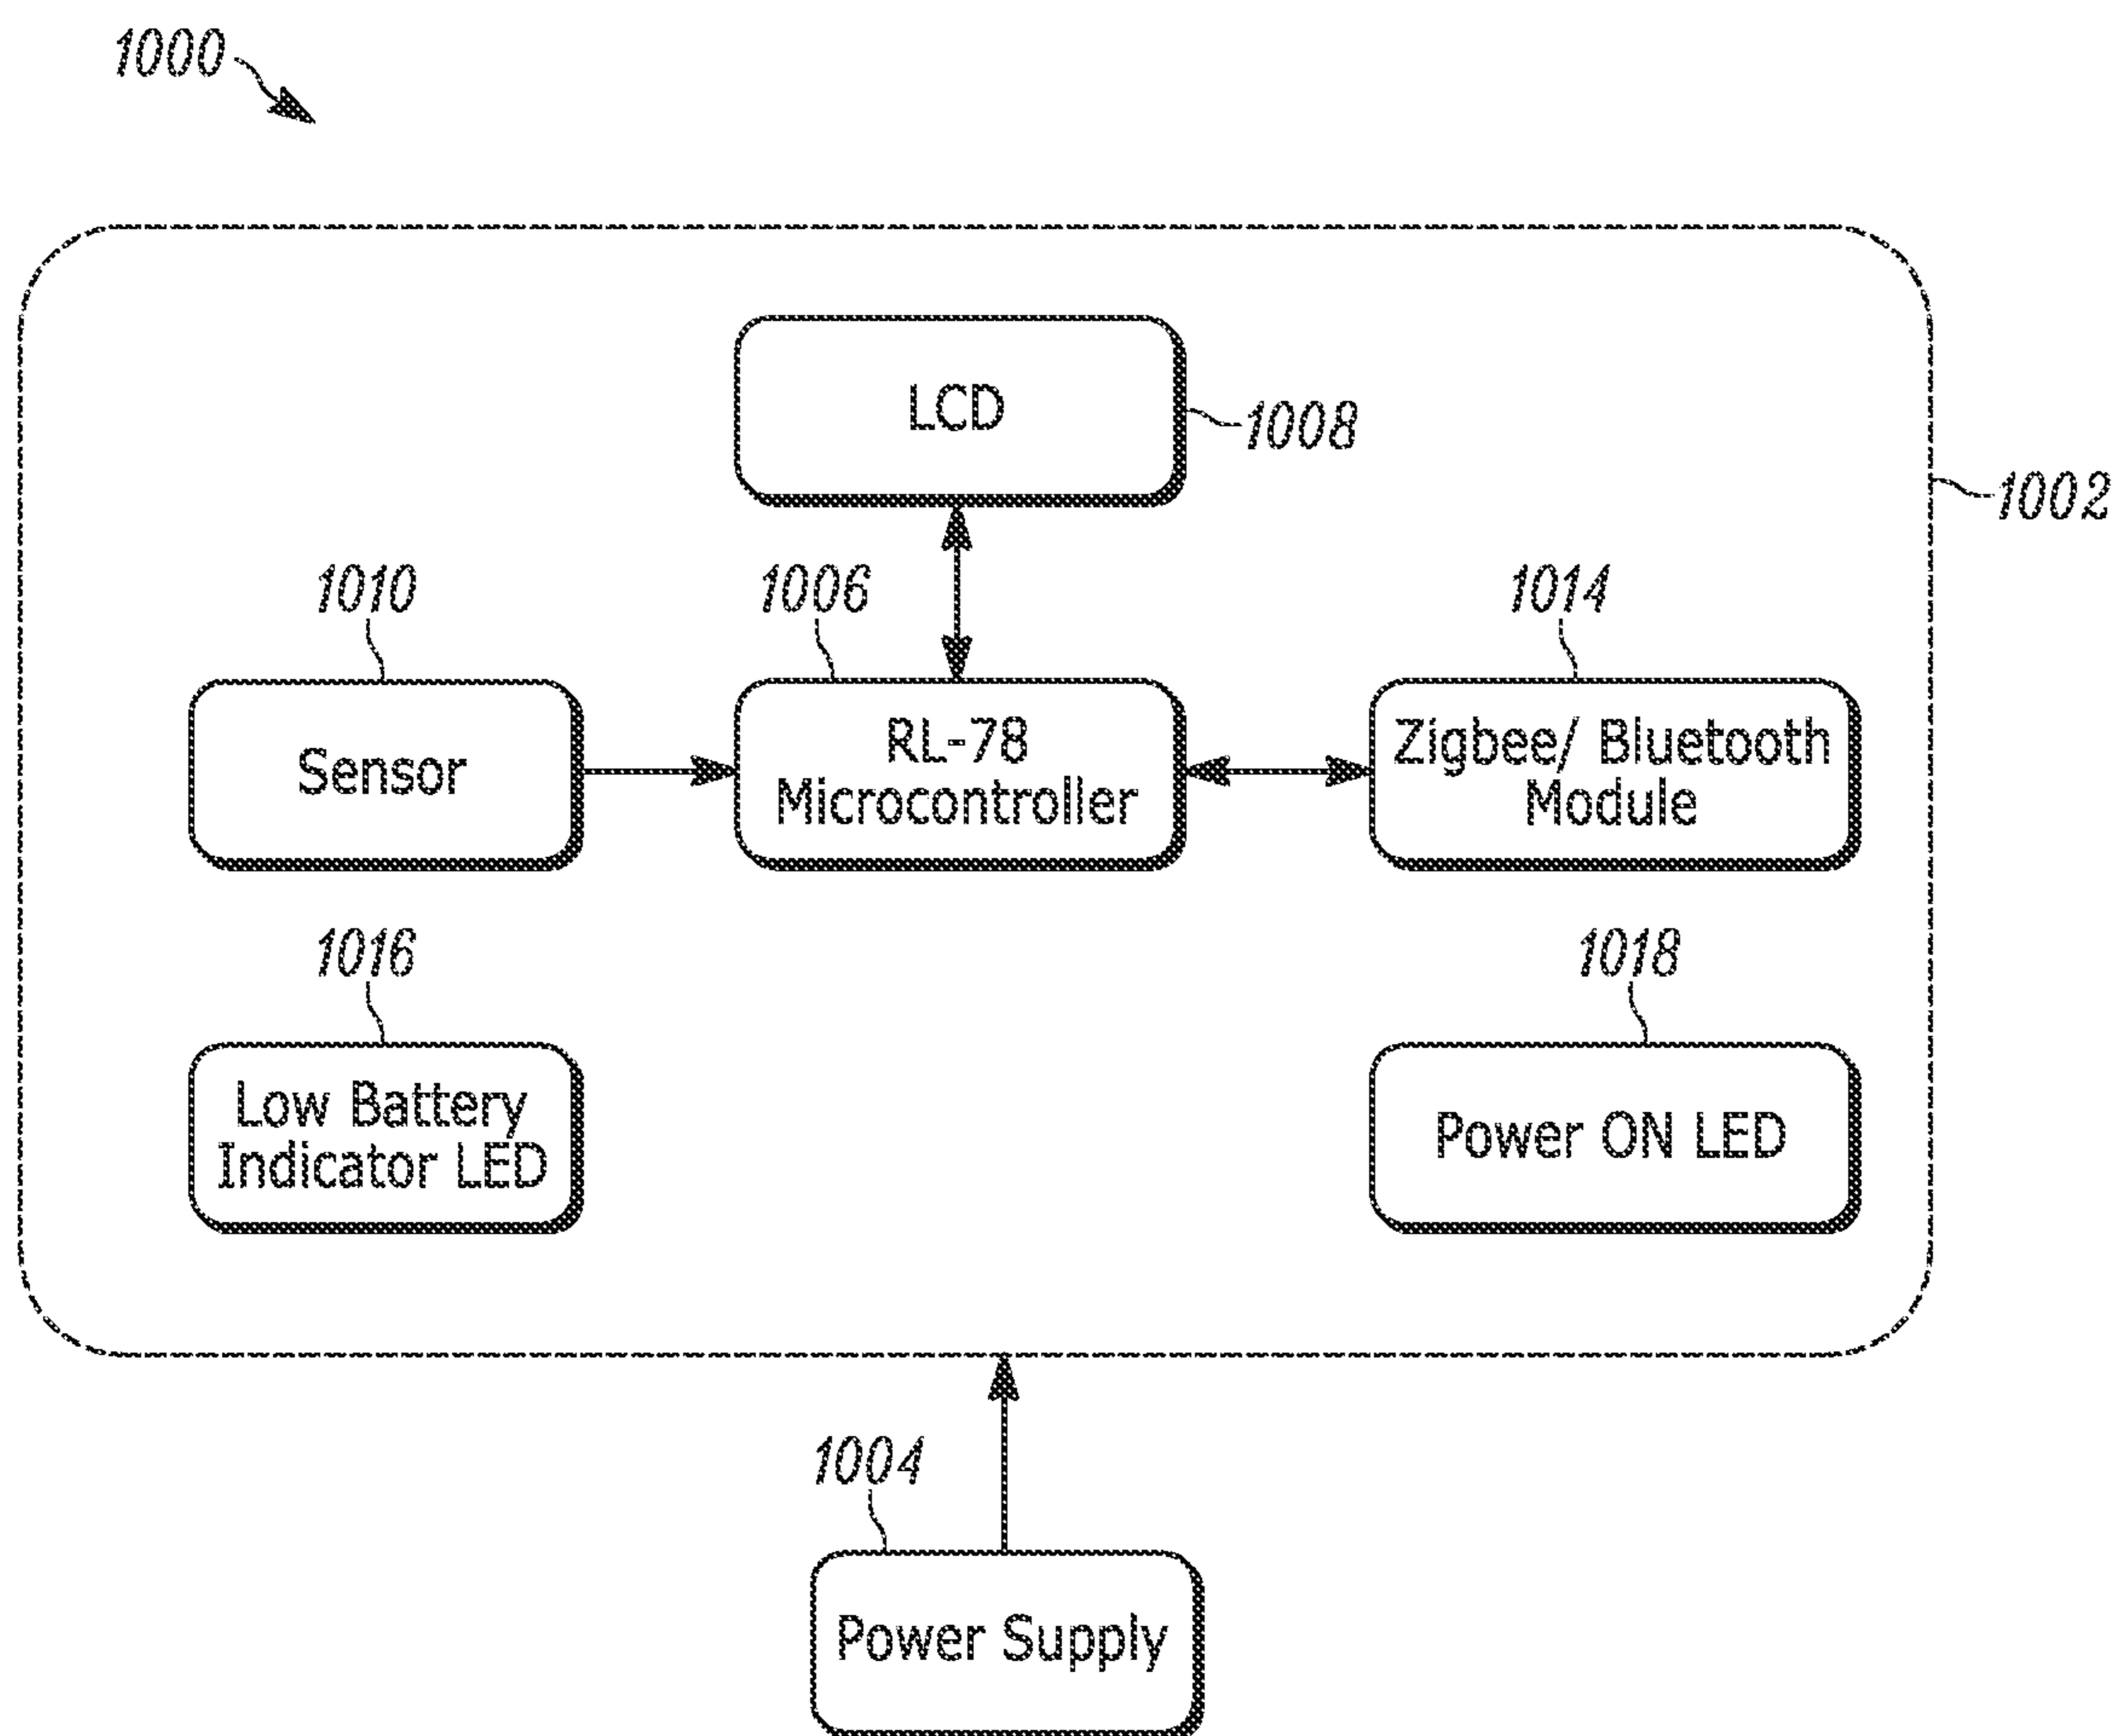 1000
LCD
1008
1002
1010
1006
1014
Sensor
RL-78
Microcontroller
Zigbee/ Bluetooth
Module
1016
1018
Low Battery
Indicator LED
Power ON LED
1004
Power Supply